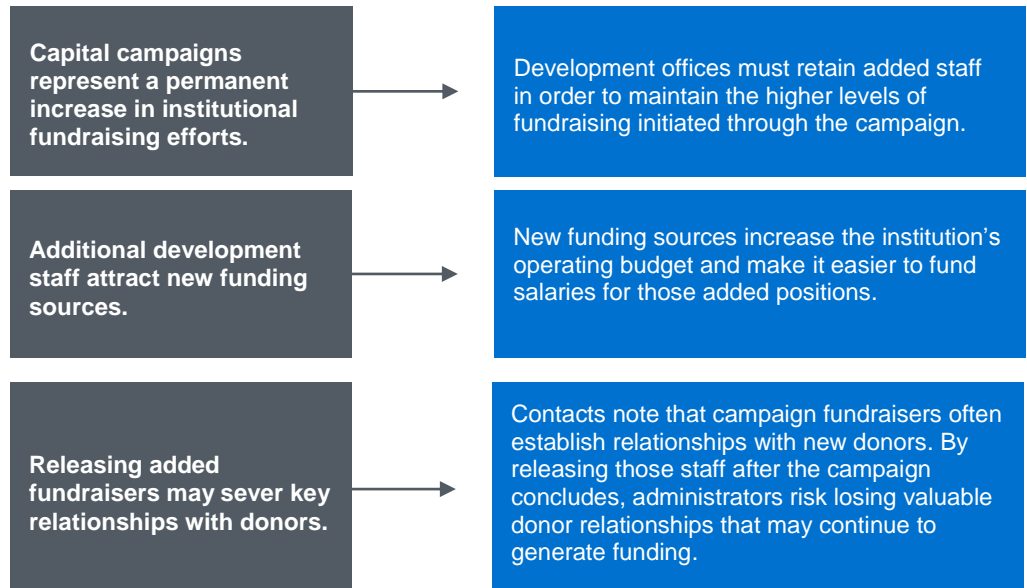 Capital campaigns
represent a permanent
increase in institutional
fundraising efforts.
Development offices must retain added staff
in order to maintain the higher levels of
fundraising initiated through the campaign.
Additional development
staff attract new funding
sources.
New funding sources increase the institution’s
operating budget and make it easier to fund
salaries for those added positions.
Releasing added
fundraisers may sever key
relationships with donors.
Contacts note that campaign fundraisers often
establish relationships with new donors. By
releasing those staff after the campaign
concludes, administrators risk losing valuable
donor relationships that may continue to
generate funding.